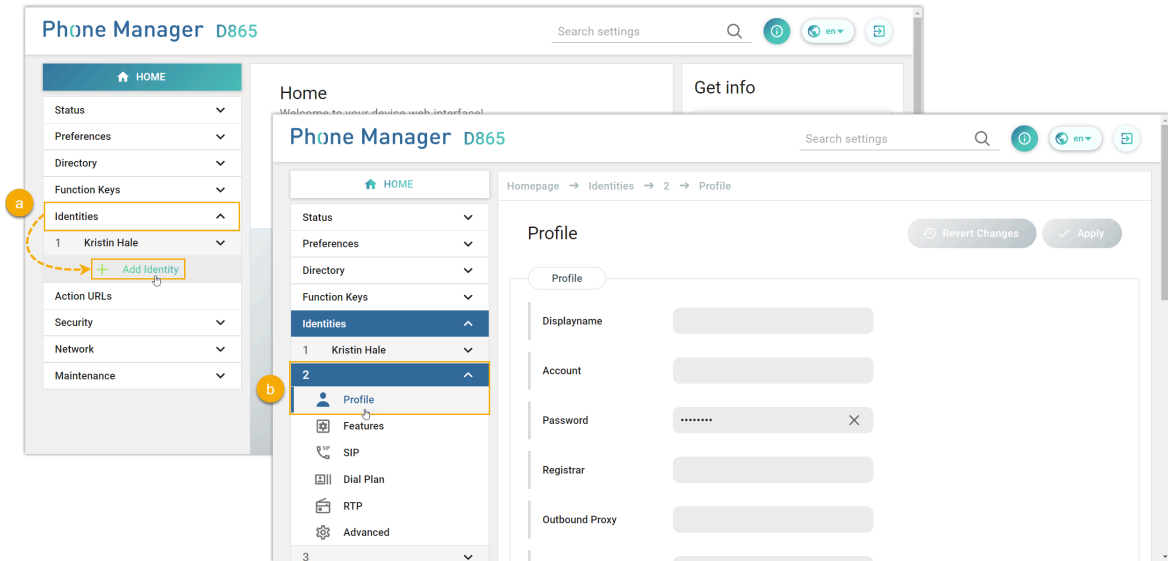 Phone Manager D865
Search settings
en
HOME
Status
Preferences
Directory
Function Keys
Identities
1 Kristin Hale
+ Add Identity
Action URLs
Security
Network
Maintenance
Home
Welcome to your device web interface!
Get info
a
Phone Manager D865
Search settings
en
HOME
Status
Preferences
Directory
Function Keys
Identities
1 Kristin Hale
2
Profile
Features
SIP
Dial Plan
RTP
Advanced
3
b
Homepage → Identities → 2 → Profile
Profile
Revert Changes
Apply
Profile
Displayname
Account
Password
••••••••
Registrar
Outbound Proxy